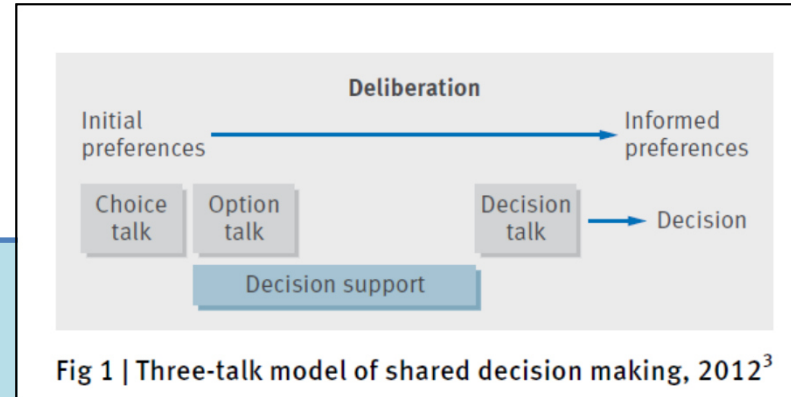 Deliberation
Initial
preferences
Informed
preferences
Choice
talk
Option
talk
Decision
talk
Decision
Decision support
Fig 1 | Three-talk model of shared decision making, 2012³